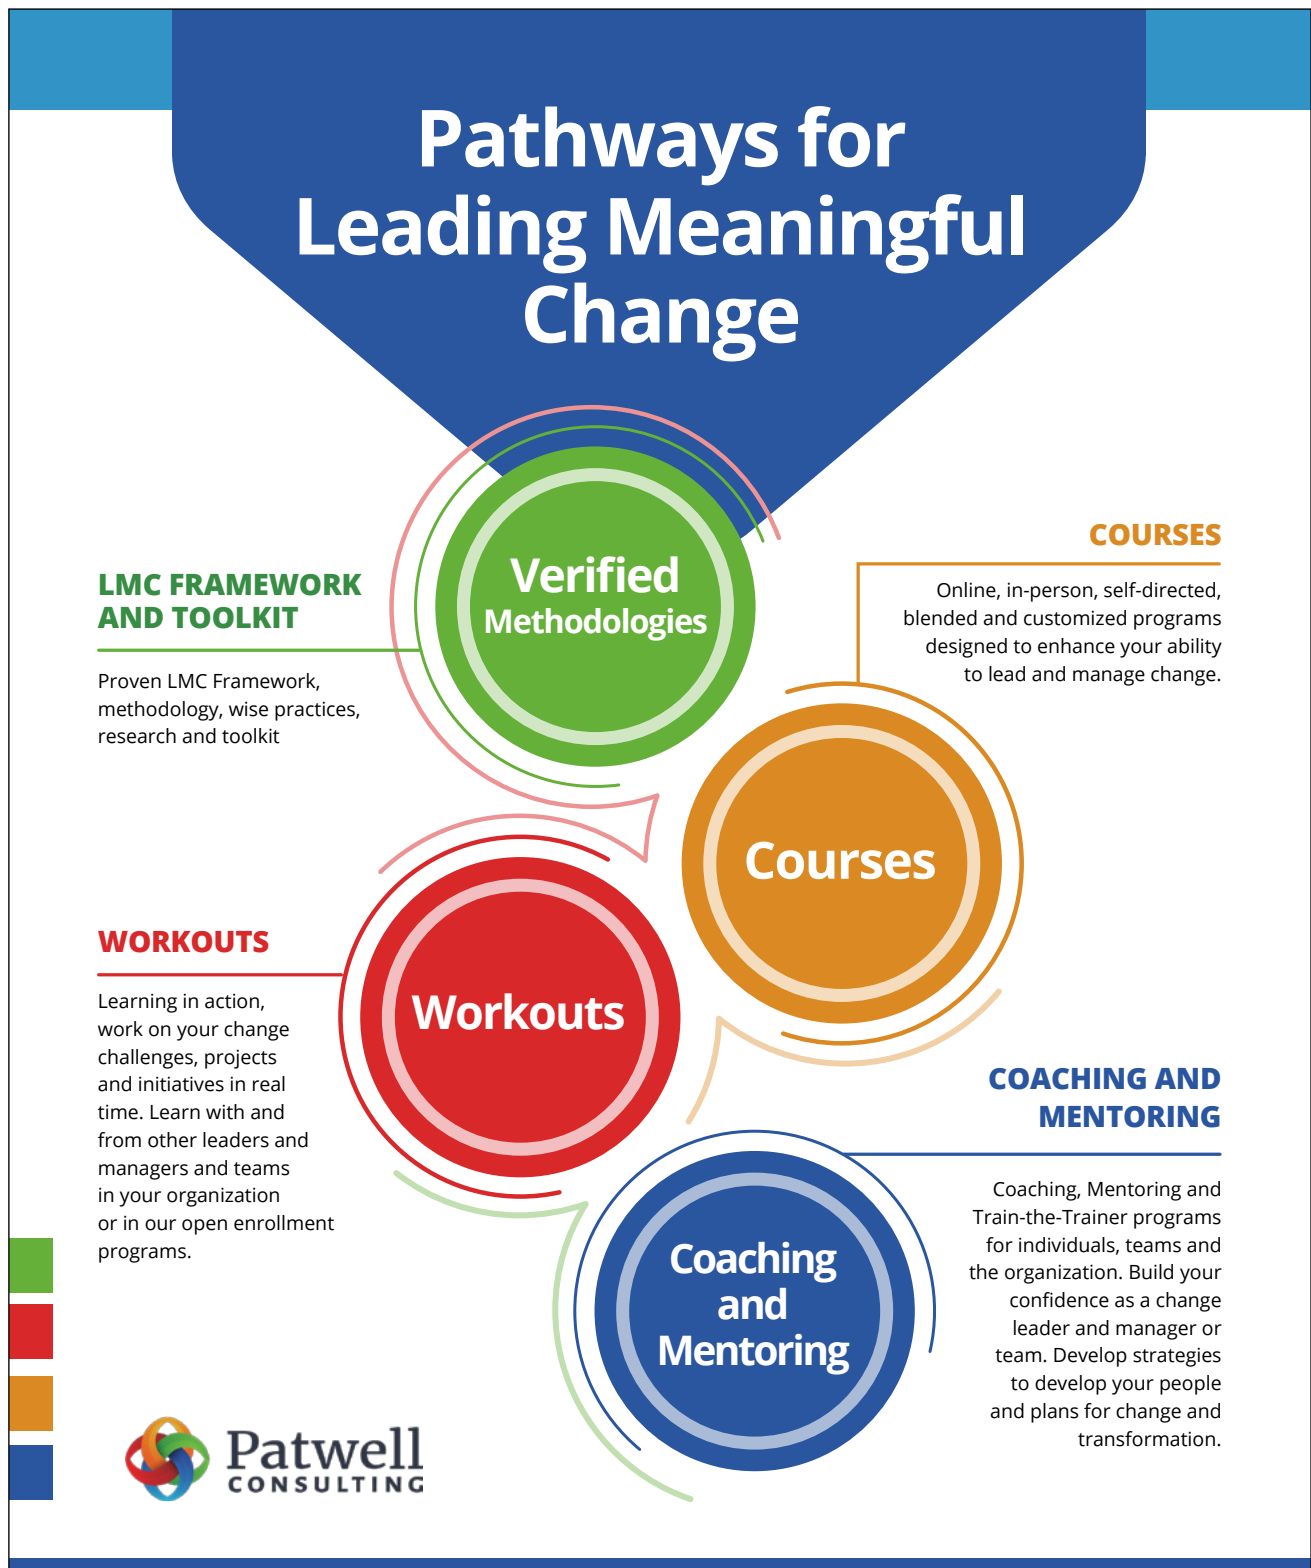 Pathways for
Leading Meaningful
Change
Verified
Methodologies
LMC FRAMEWORK
AND TOOLKIT
Proven LMC Framework,
methodology, wise practices,
research and toolkit
COURSES
Online, in-person, self-directed,
blended and customized programs
designed to enhance your ability
to lead and manage change.
Courses
WORKOUTS
Learning in action,
work on your change
challenges, projects
and initiatives in real
time. Learn with and
from other leaders and
managers and teams
in your organization
or in our open enrollment
programs.
Workouts
COACHING AND
MENTORING
Coaching, Mentoring and
Train-the-Trainer programs
for individuals, teams and
the organization. Build your
confidence as a change
leader and manager or
team. Develop strategies
to develop your people
and plans for change and
transformation.
Coaching
and
Mentoring
Patwell
CONSULTING